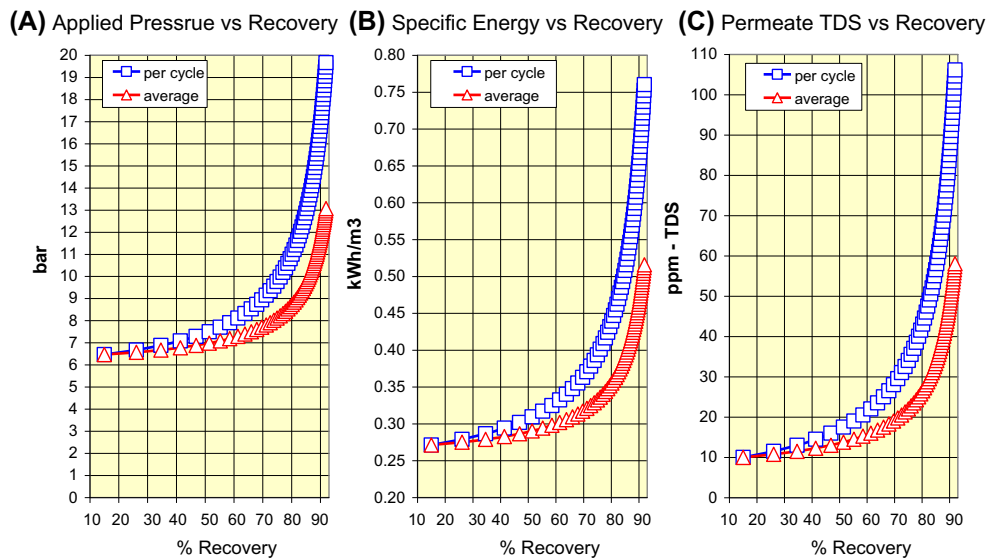 (A) Applied Pressrue vs Recovery
20
19
18
17
16
15
14
13
12
11
10
9
8
7
6
5
4
3
2
1
0
bar
per cycle
average
10 20 30 40 50 60 70 80 90
% Recovery
(B) Specific Energy vs Recovery
0.80
0.75
0.70
0.65
0.60
0.55
0.50
0.45
0.40
0.35
0.30
0.25
0.20
kWh/m3
per cycle
average
10 20 30 40 50 60 70 80 90
% Recovery
(C) Permeate TDS vs Recovery
110
100
90
80
70
60
50
40
30
20
10
0
ppm - TDS
per cycle
average
10 20 30 40 50 60 70 80 90
% Recovery